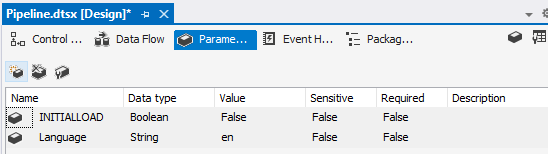 Pipeline.dtsx [Design]*
Control ... Data Flow Parame... Event H... Packag...
Name Data type Value Sensitive Required Description
INITIALLOAD Boolean False False False
Language String en False False